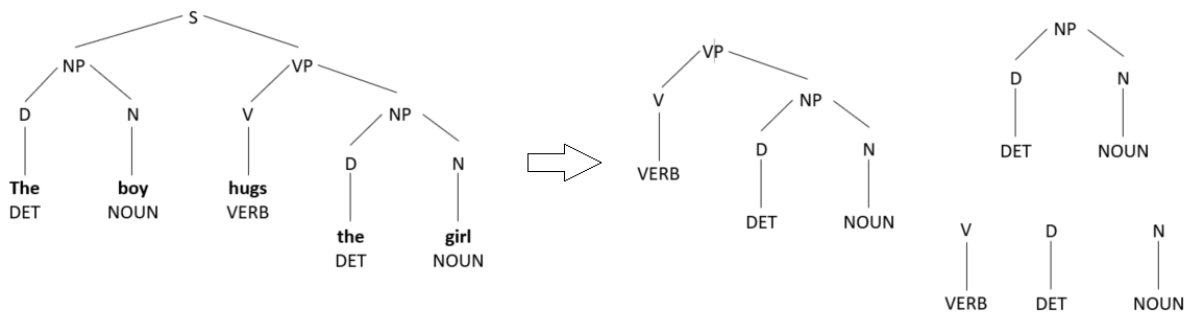 S
NP VP
D N V NP
The boy hugs D N
DET NOUN VERB
the girl
DET NOUN
VP
V NP
VERB D N
DET NOUN
NP
D N
DET NOUN
V D N
VERB DET NOUN